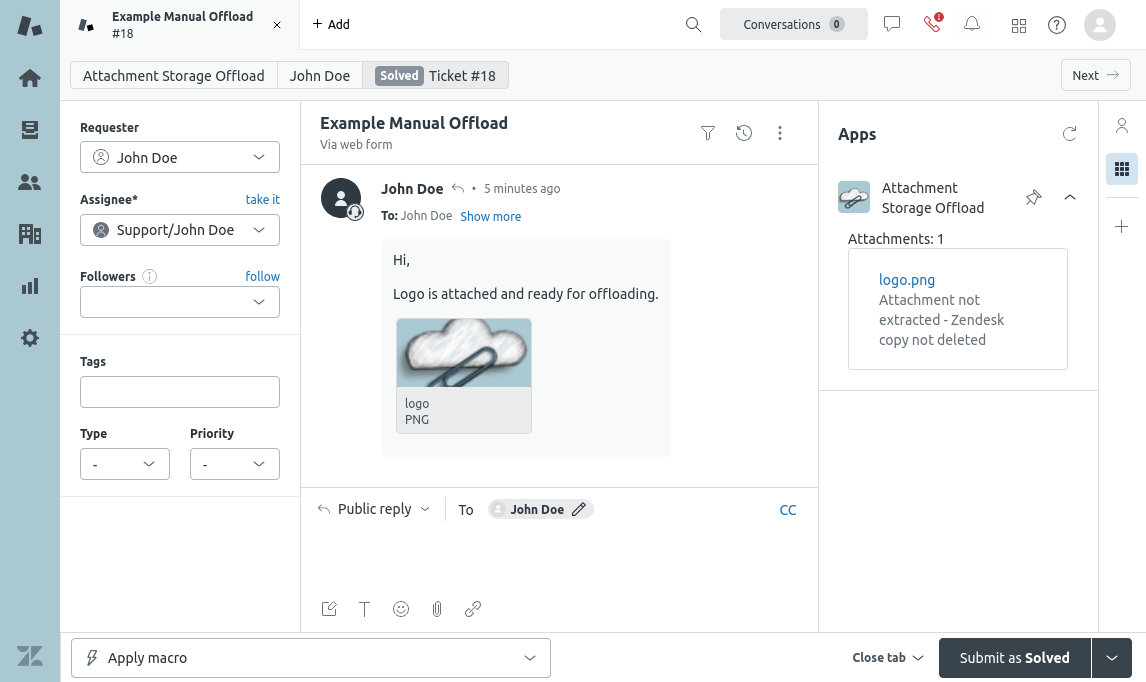 Example Manual Offload
#18
Add
Conversations 0
1
Attachment Storage Offload
John Doe
Solved Ticket #18
Next
Requester
John Doe
Assignee* take it
Support/John Doe
Followers follow
Tags
Type Priority
- -
Example Manual Offload
Via web form
John Doe • 5 minutes ago
To: John Doe Show more
Hi,
Logo is attached and ready for offloading.
logo
PNG
Public reply To John Doe CC
Apps
Attachment
Storage Offload
Attachments: 1
logo.png
Attachment not
extracted - Zendesk
copy not deleted
Apply macro
Close tab
Submit as Solved